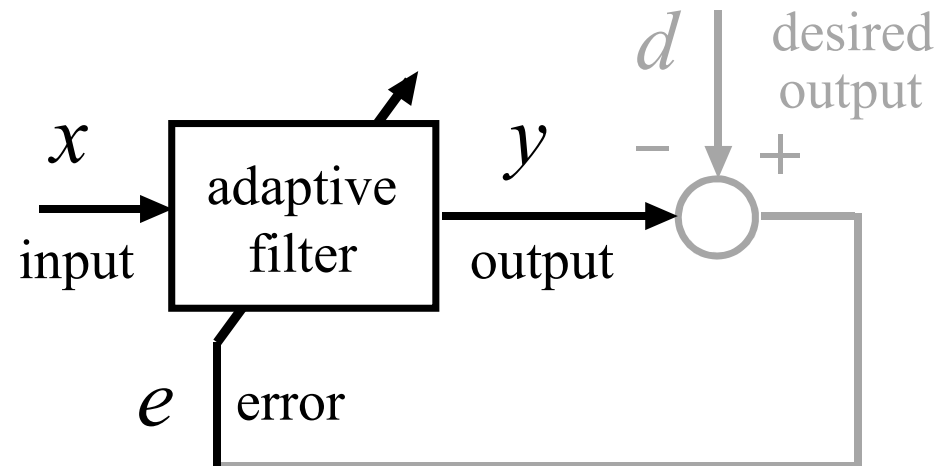 d
desired
output
x
y
−
+
adaptive
filter
input
output
e
error